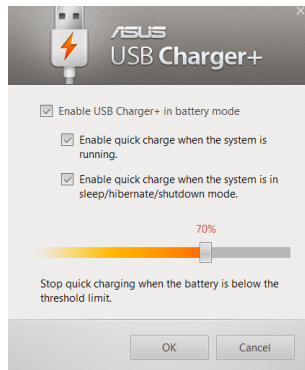 ASUS
USB Charger+
Enable USB Charger+ in battery mode
Enable quick charge when the system is
running.
Enable quick charge when the system is in
sleep/hibernate/shutdown mode.
70%
Stop quick charging when the battery is below the
threshold limit.
OK Cancel